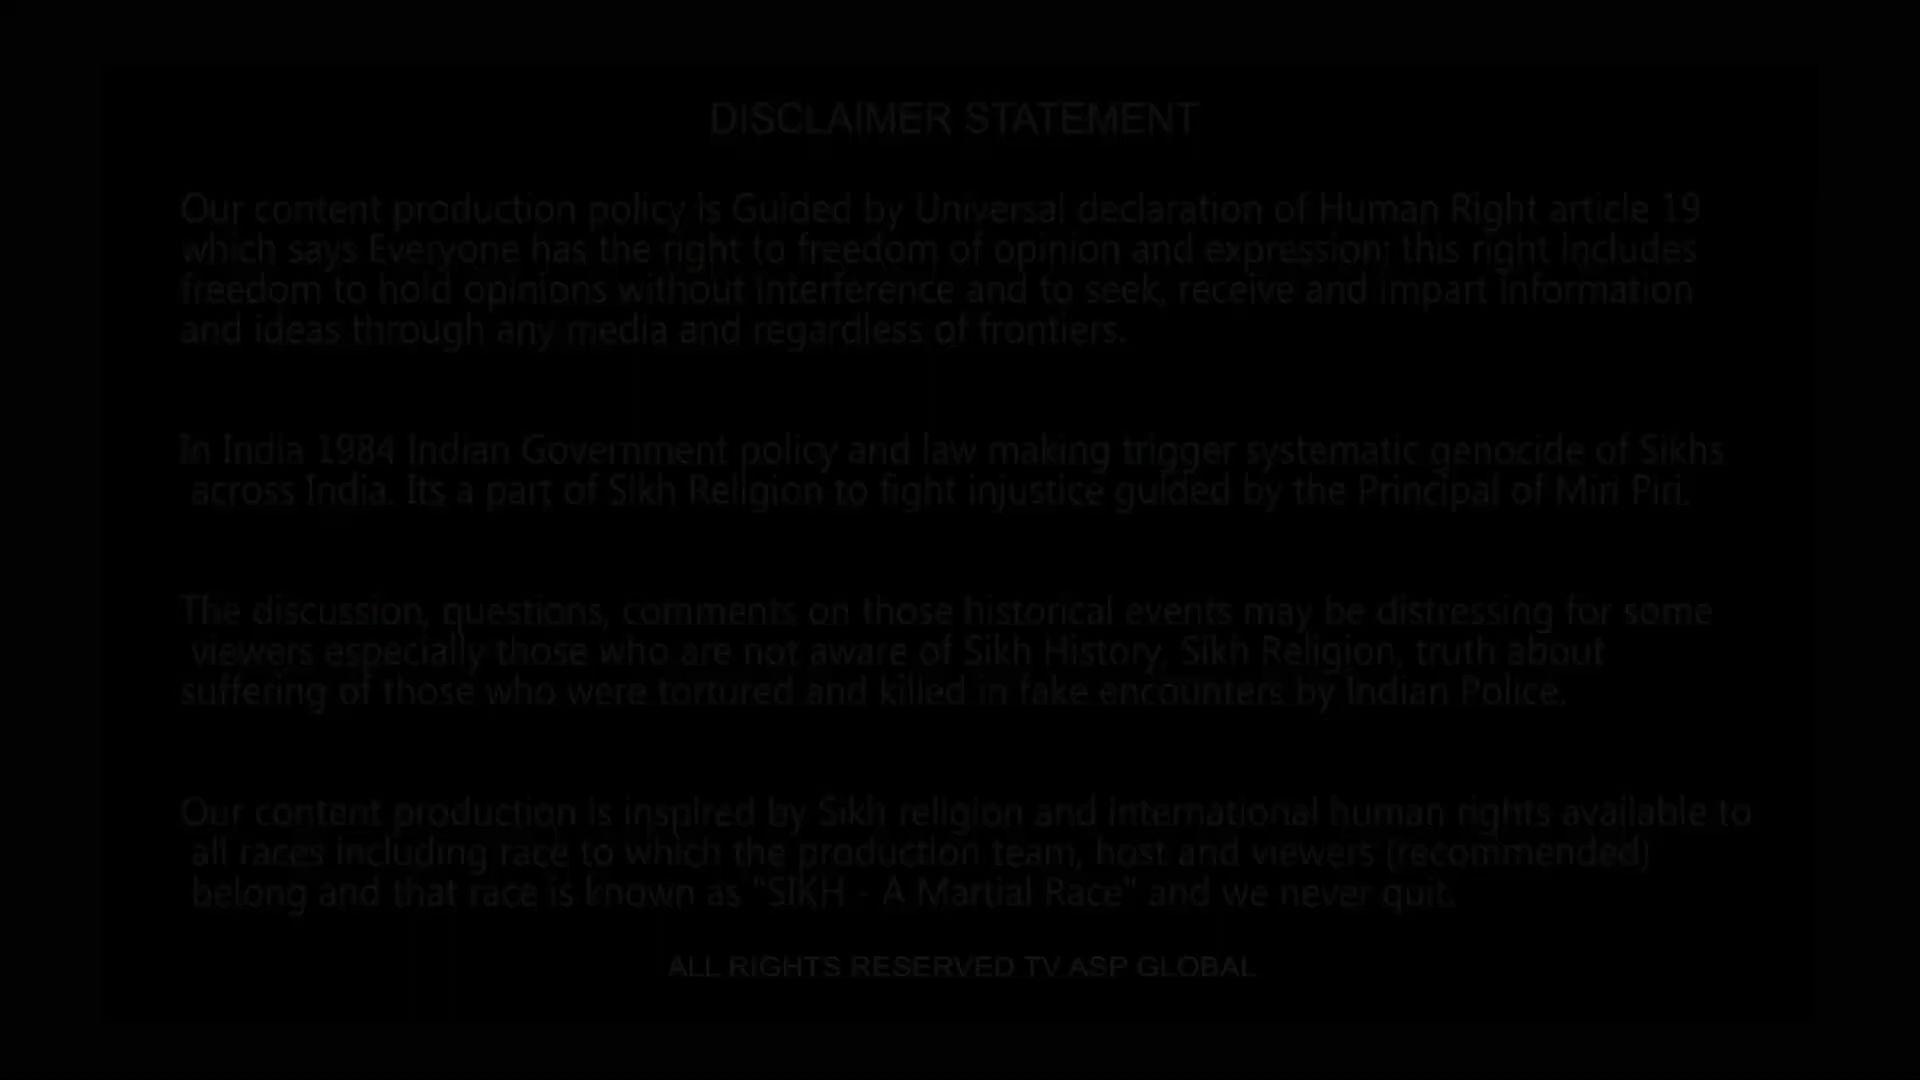 DISCLAIMER STATEMENT
Our content production policy is Guided by Universal declaration of Human Right article 19
which says Everyone has the right to freedom of opinion and expression; this right includes
freedom to hold opinions without interference and to seek, receive and impart information
and ideas through any media and regardless of frontiers.
In India 1984 Indian Government policy and law making trigger systematic genocide of Sikhs
across India. Its a part of Sikh Religion to fight injustice guided by the Principal of Miri Piri.
The discussion, questions, comments on those historical events may be distressing for some
viewers especially those who are not aware of Sikh History, Sikh Religion, truth about
suffering of those who were tortured and killed in fake encounters by Indian Police.
Our content production is inspired by Sikh religion and international human rights available to
all races including race to which the production team, host and viewers (recommended)
belong and that race is known as "SIKH - A Martial Race" and we never quit.
ALL RIGHTS RESERVED TV ASP GLOBAL